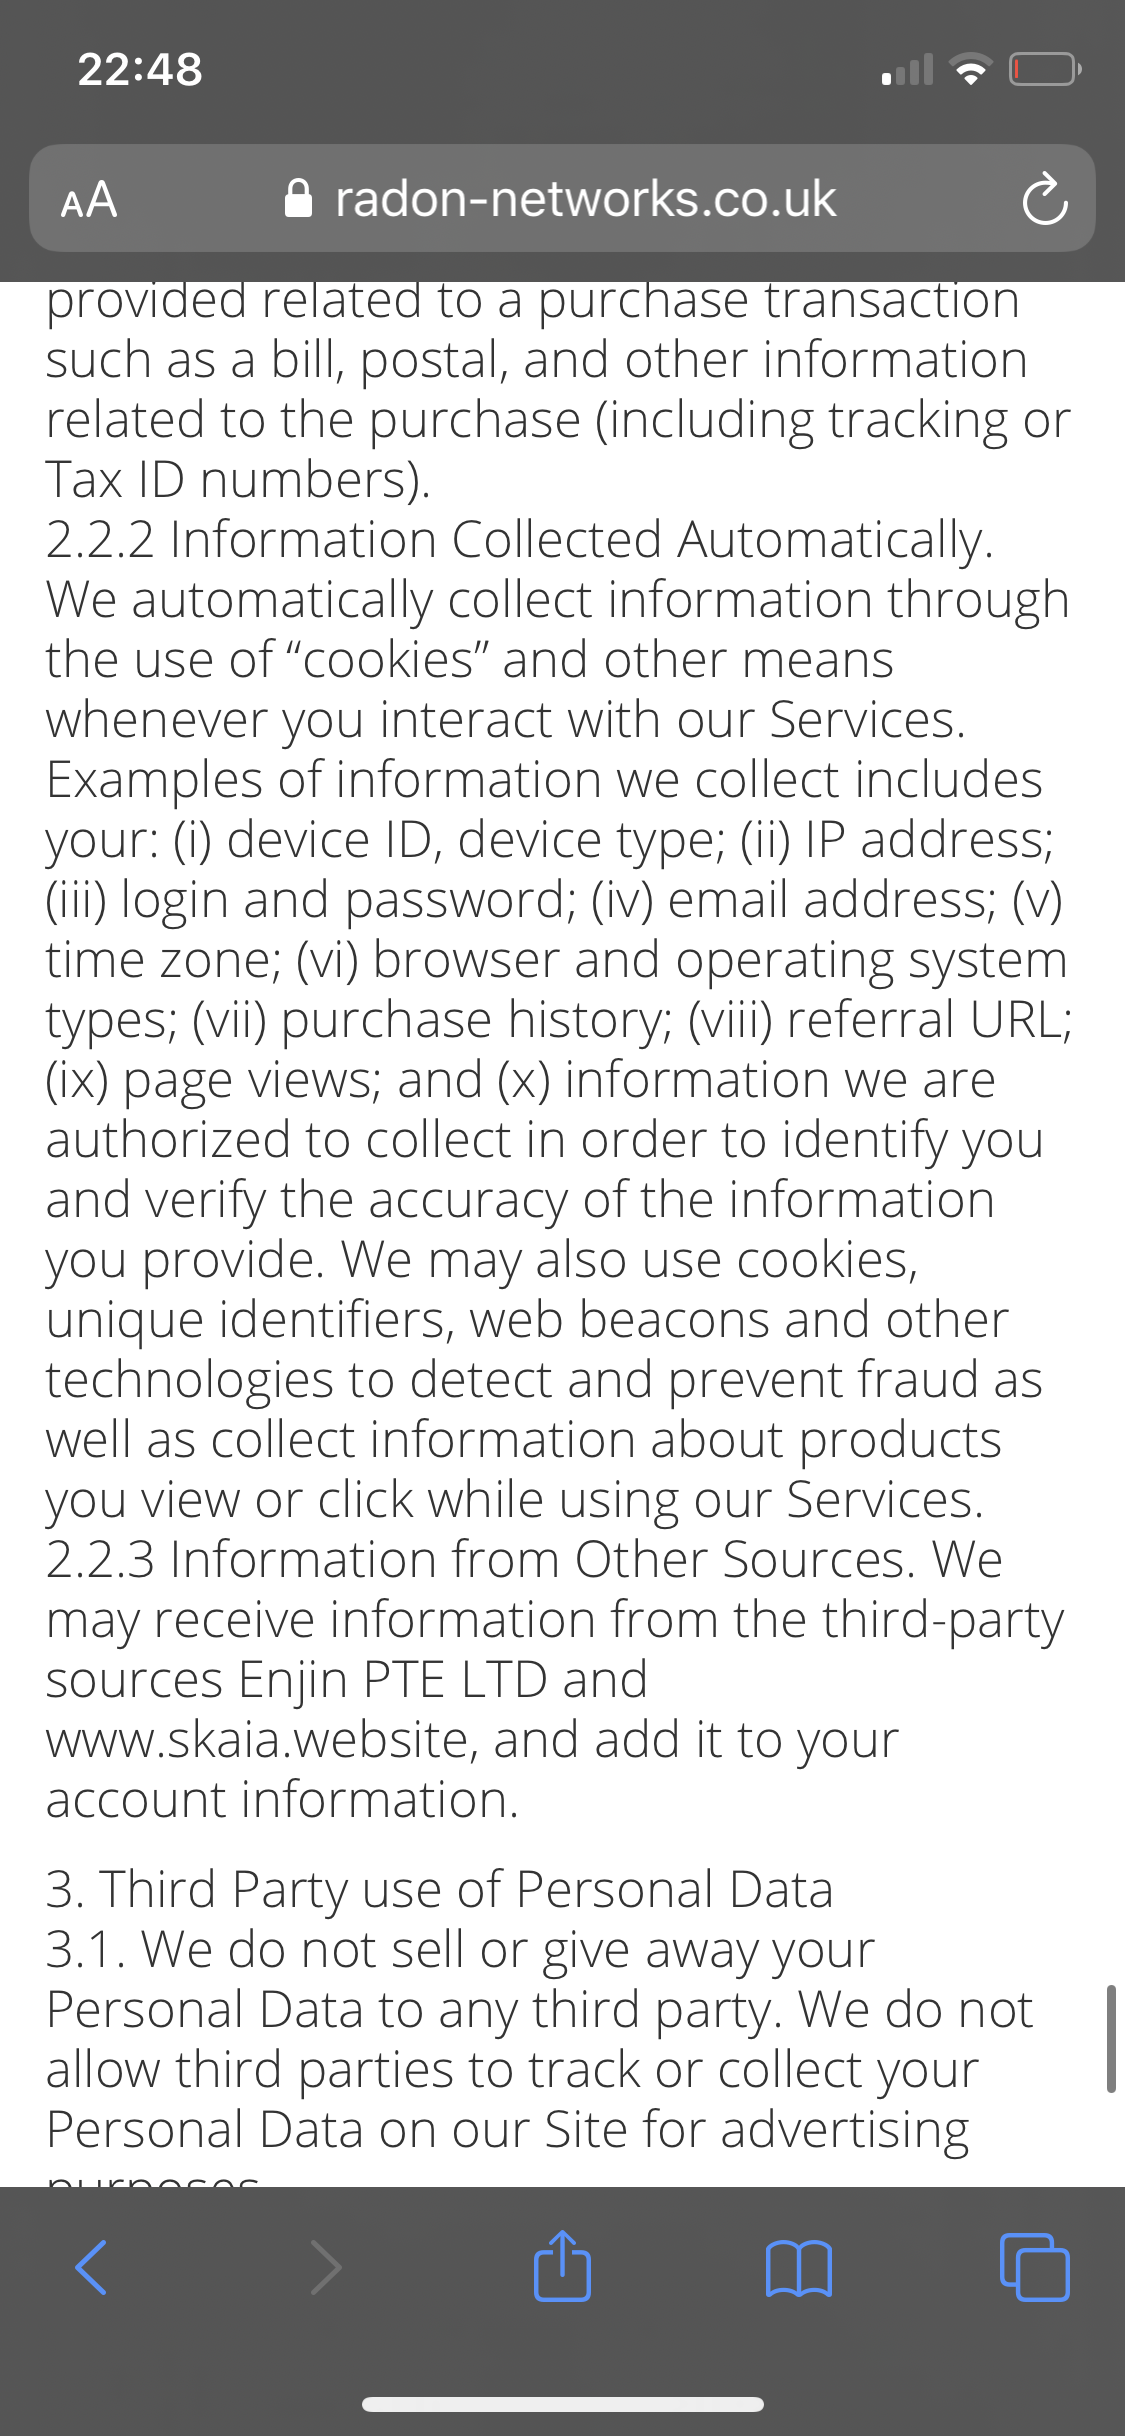 22:48
AA radon-networks.co.uk
provided related to a purchase transaction
such as a bill, postal, and other information
related to the purchase (including tracking or
Tax ID numbers).
2.2.2 Information Collected Automatically.
We automatically collect information through
the use of “cookies” and other means
whenever you interact with our Services.
Examples of information we collect includes
your: (i) device ID, device type; (ii) IP address;
(iii) login and password; (iv) email address; (v)
time zone; (vi) browser and operating system
types; (vii) purchase history; (viii) referral URL;
(ix) page views; and (x) information we are
authorized to collect in order to identify you
and verify the accuracy of the information
you provide. We may also use cookies,
unique identifiers, web beacons and other
technologies to detect and prevent fraud as
well as collect information about products
you view or click while using our Services.
2.2.3 Information from Other Sources. We
may receive information from the third-party
sources Enjin PTE LTD and
www.skaia.website, and add it to your
account information.
3. Third Party use of Personal Data
3.1. We do not sell or give away your
Personal Data to any third party. We do not
allow third parties to track or collect your
Personal Data on our Site for advertising
purposes